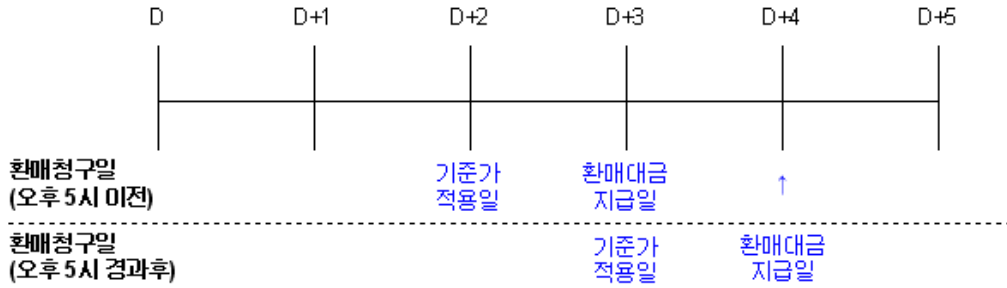 D D+1 D+2 D+3 D+4 D+5
환매청구일 기준가 환매대금 ↑
(오후 5시 이전) 적용일 지급일
환매청구일 기준가 환매대금
(오후 5시 경과후) 적용일 지급일